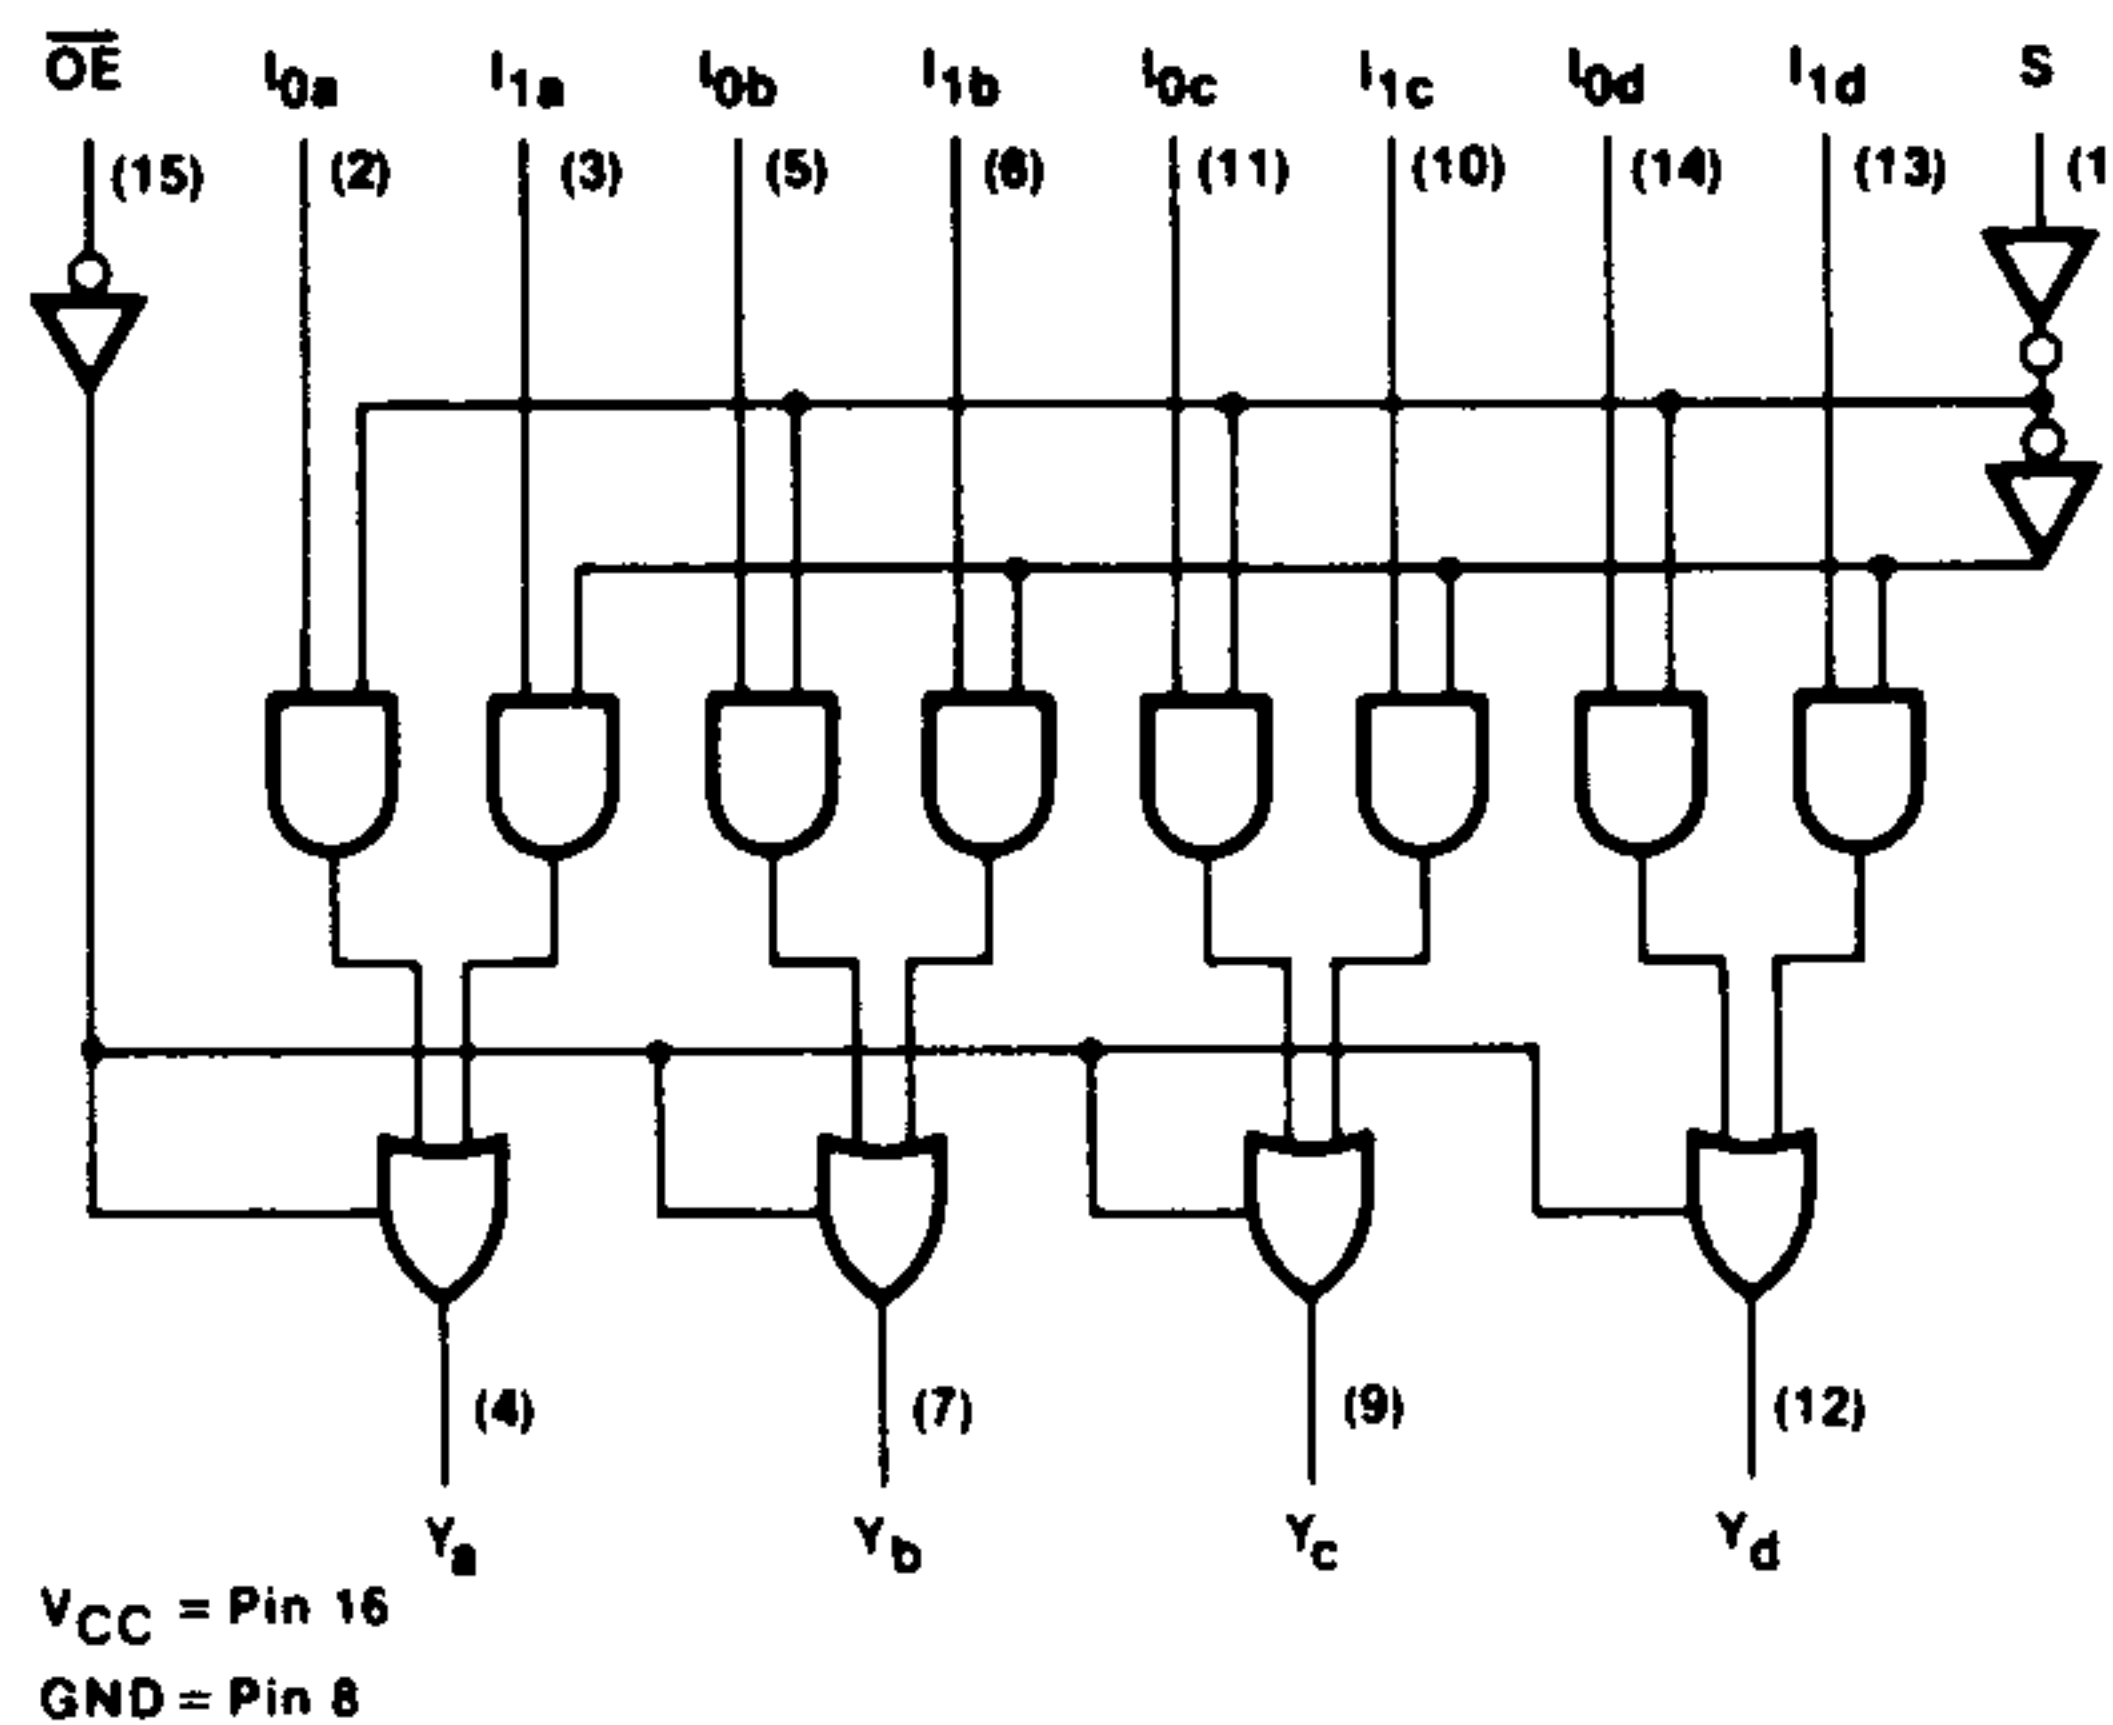 OE I0a I1a I0b I1b I0c I1c I0d I1d S
(15) (2) (3) (5) (6) (11) (10) (14) (13) (1
(4) (7) (9) (12)
Ya Yb Yc Yd
VCC = Pin 16
GND = Pin 8